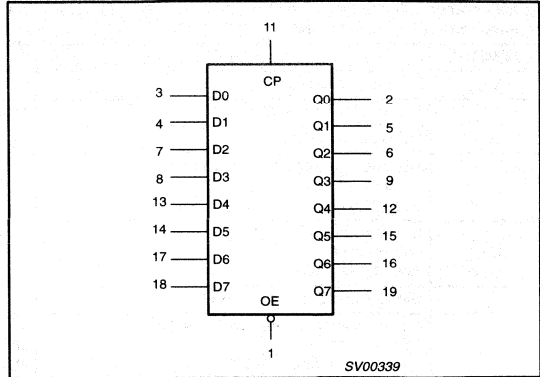 11
CP
3 D0 Q0 2
4 D1 Q1 5
7 D2 Q2 6
8 D3 Q3 9
13 D4 Q4 12
14 D5 Q5 15
17 D6 Q6 16
18 D7 Q7 19
OE
1
SV00339